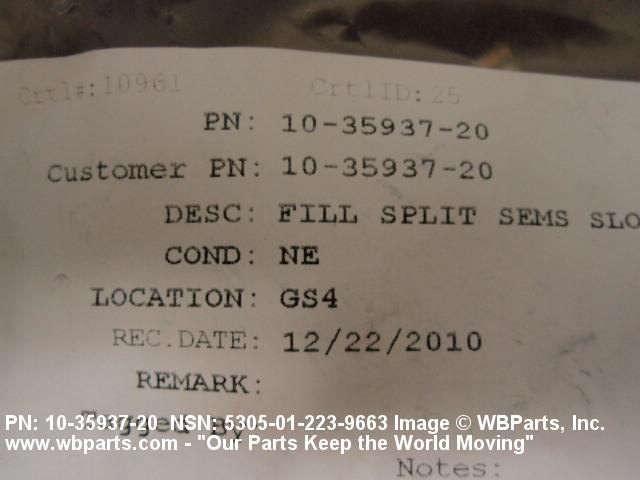 Crtl#: 10961 CrtlID: 25
PN: 10-35937-20
Customer PN: 10-35937-20
DESC: FILL SPLIT SEMS SLO
COND: NE
LOCATION: GS4
REC.DATE: 12/22/2010
REMARK:
Tagged By
PN: 10-35937-20 NSN: 5305-01-223-9663 Image © WBParts, Inc.
www.wbparts.com - "Our Parts Keep the World Moving"
Notes: